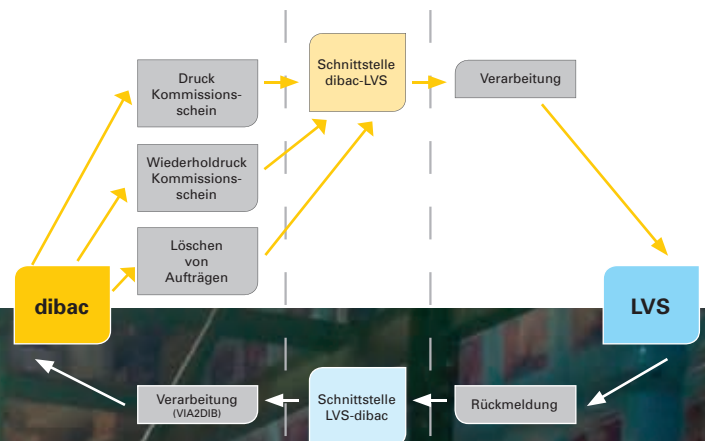 Druck
Kommissions-
schein
Schnittstelle
dibac-LVS
Verarbeitung
Wiederholdruck
Kommissions-
schein
Löschen
von
Aufträgen
dibac
LVS
Verarbeitung
(VIA2DIB)
Schnittstelle
LVS-dibac
Rückmeldung